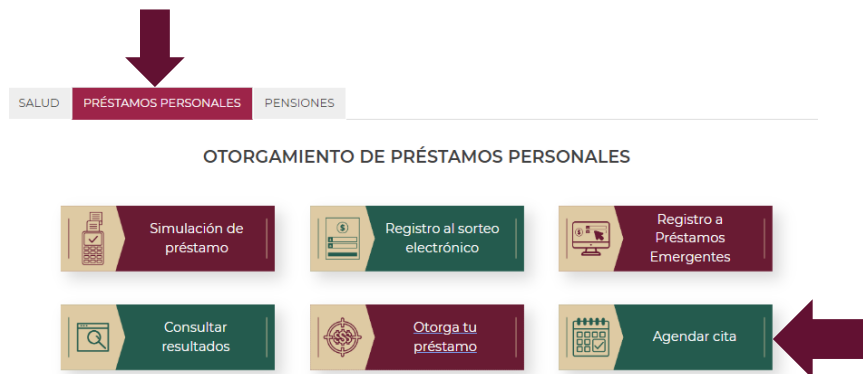 SALUD
PRÉSTAMOS PERSONALES
PENSIONES
OTORGAMIENTO DE PRÉSTAMOS PERSONALES
Simulación de
préstamo
Registro al sorteo
electrónico
Registro a
Préstamos
Emergentes
Consultar
resultados
Otorga tu
préstamo
Agendar cita